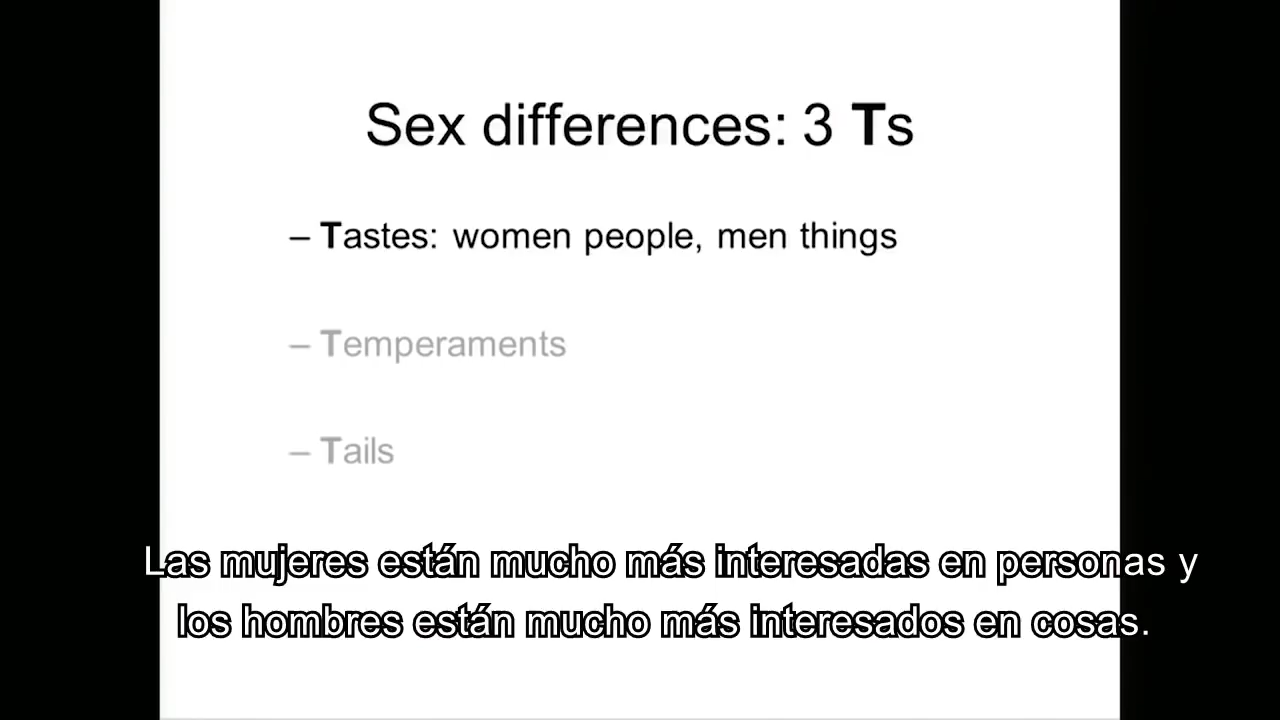 Sex differences: 3 Ts
– Tastes: women people, men things
– Temperaments
– Tails
Las mujeres están mucho más interesadas en personas y
los hombres están mucho más interesados en cosas.